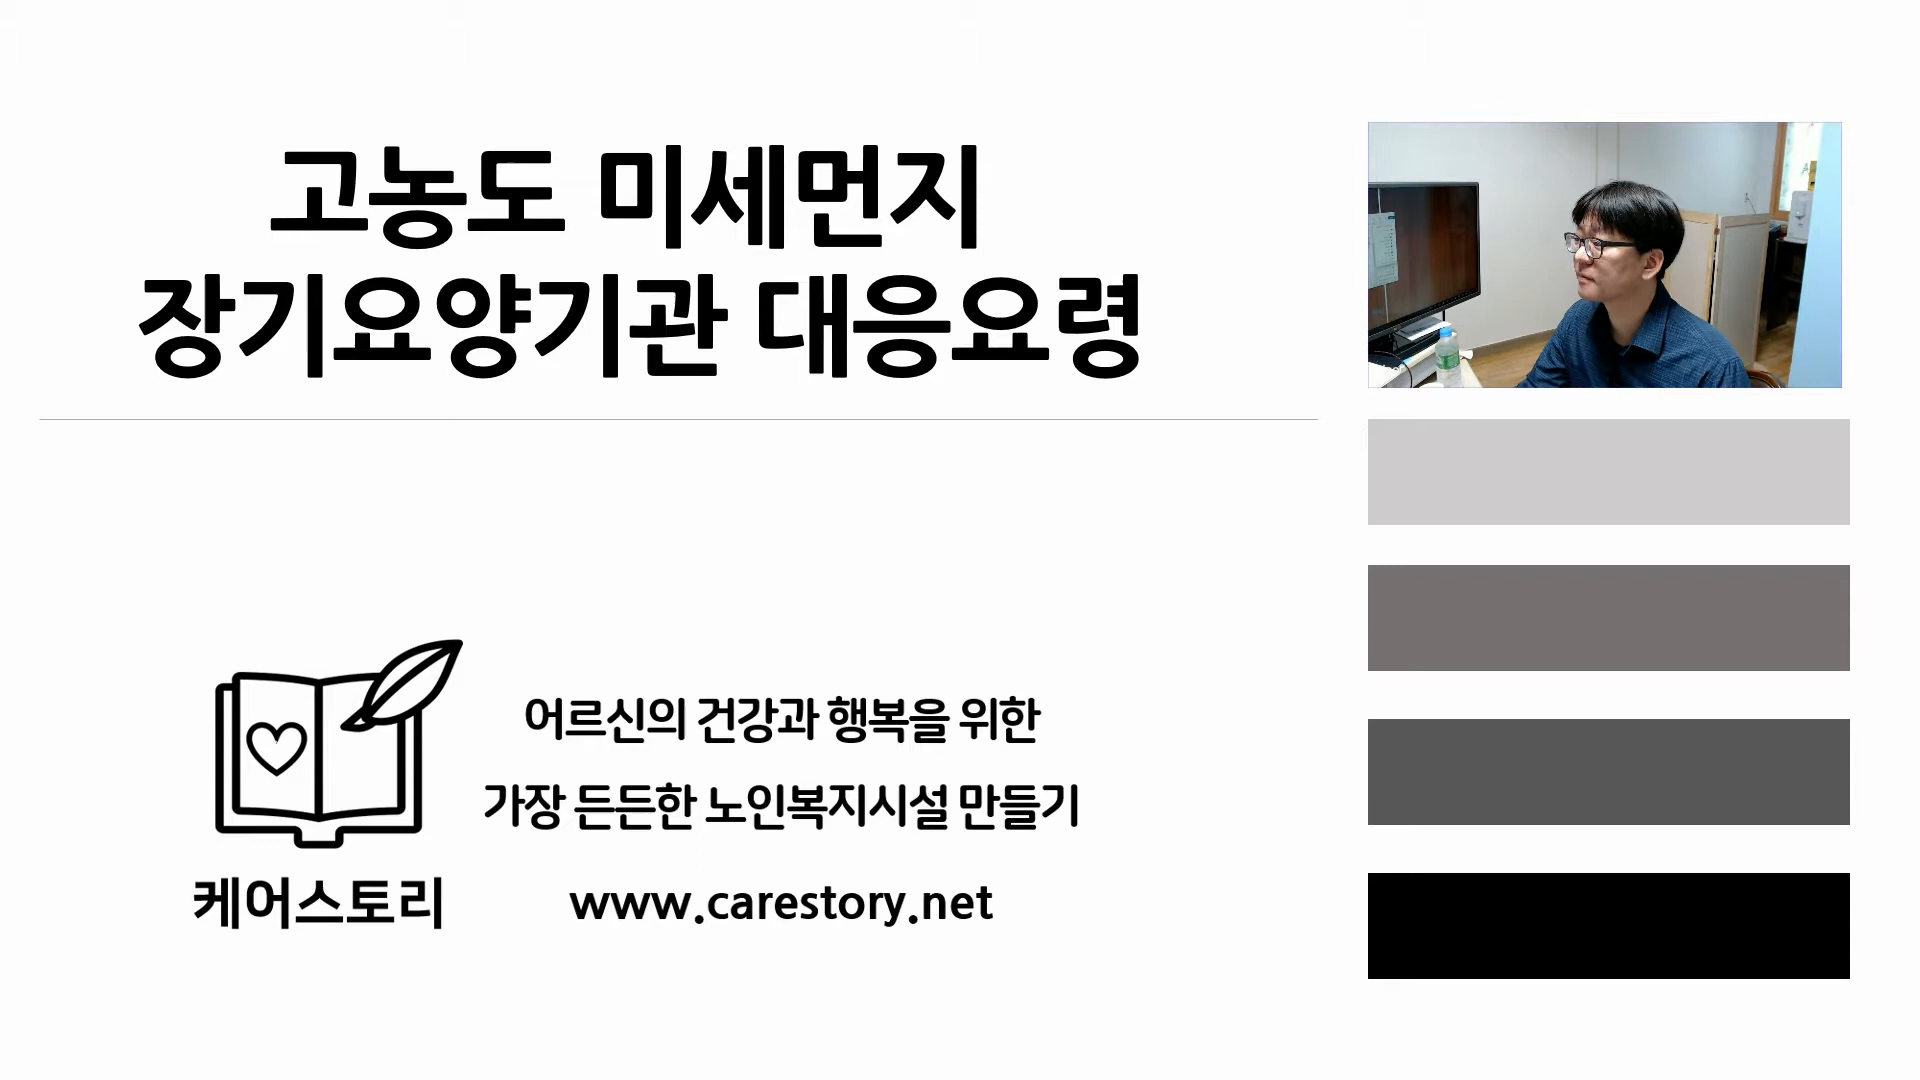 고농도 미세먼지
장기요양기관 대응요령
어르신의 건강과 행복을 위한
가장 든든한 노인복지시설 만들기
케어스토리
www.carestory.net